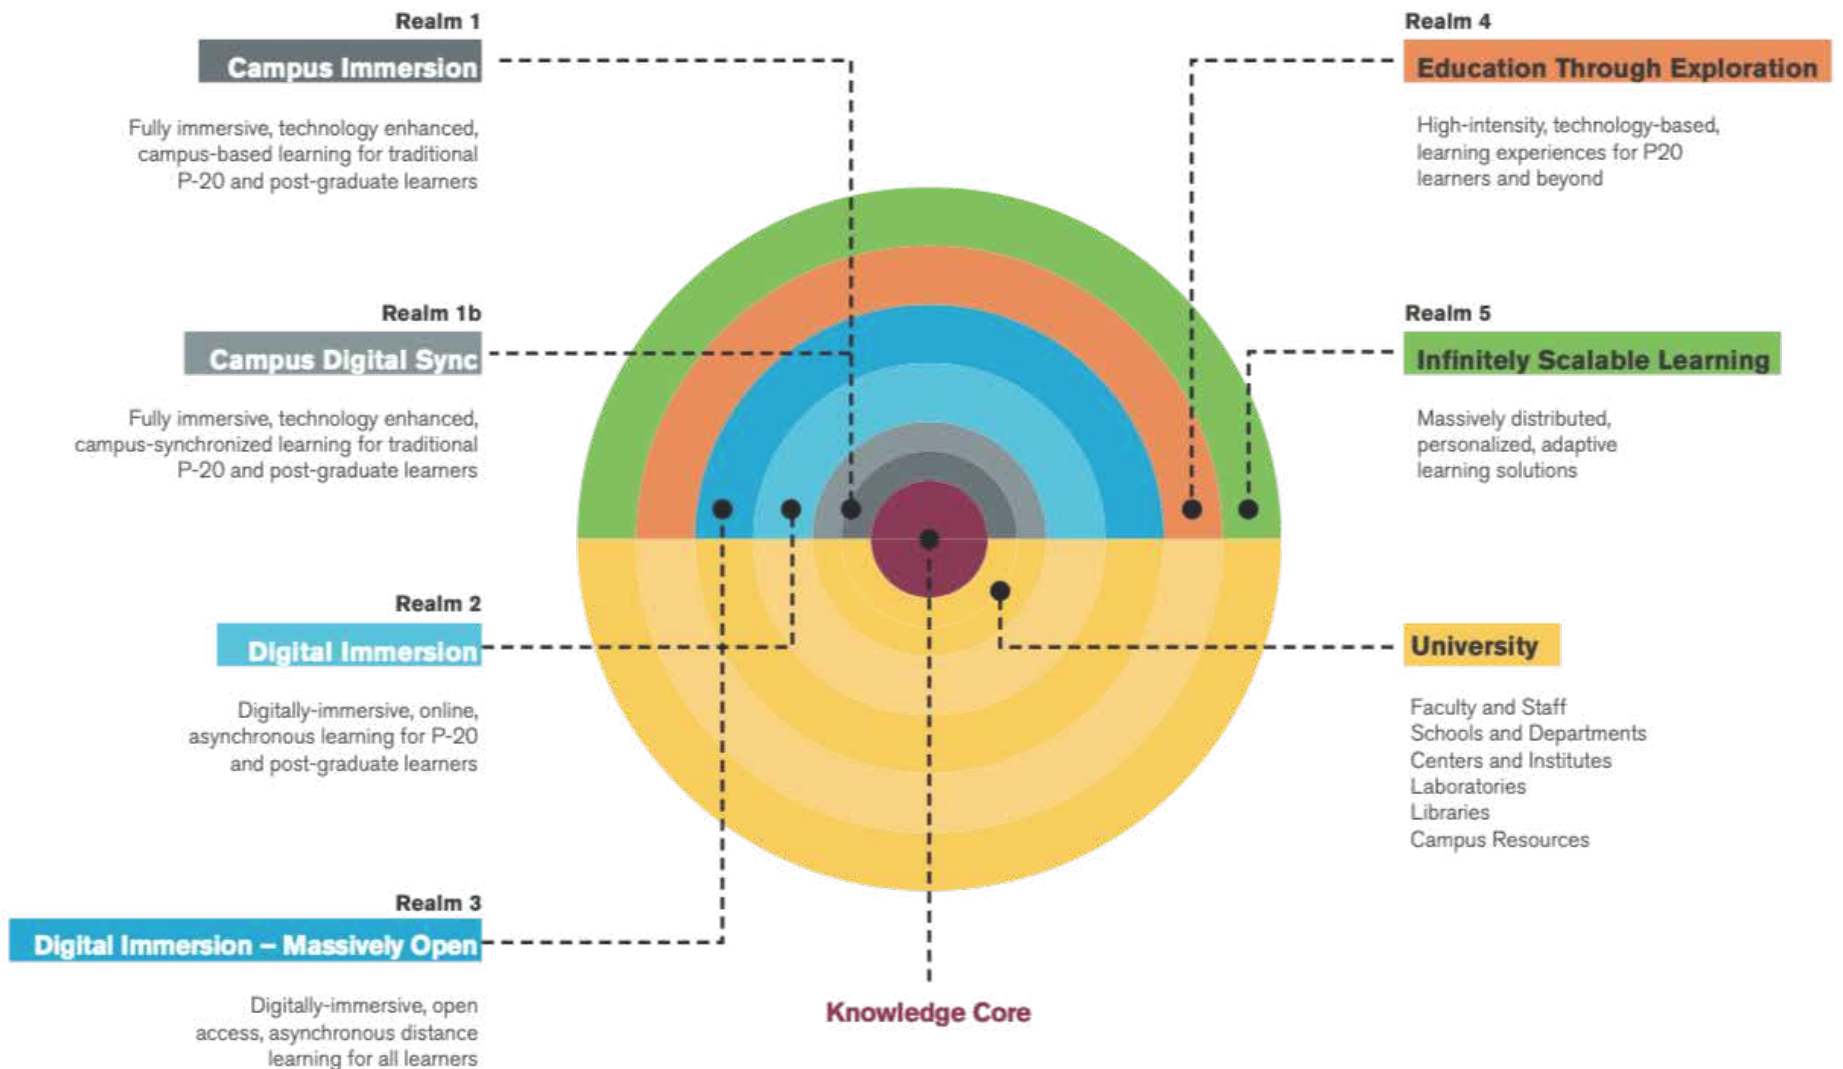 Realm 1
Campus Immersion
Fully immersive, technology enhanced,
campus-based learning for traditional
P-20 and post-graduate learners
Realm 1b
Campus Digital Sync
Fully immersive, technology enhanced,
campus-synchronized learning for traditional
P-20 and post-graduate learners
Realm 2
Digital Immersion
Digitally-immersive, online,
asynchronous learning for P-20
and post-graduate learners
Realm 3
Digital Immersion – Massively Open
Digitally-immersive, open
access, asynchronous distance
learning for all learners
Knowledge Core
Realm 4
Education Through Exploration
High-intensity, technology-based,
learning experiences for P20
learners and beyond
Realm 5
Infinitely Scalable Learning
Massively distributed,
personalized, adaptive
learning solutions
University
Faculty and Staff
Schools and Departments
Centers and Institutes
Laboratories
Libraries
Campus Resources